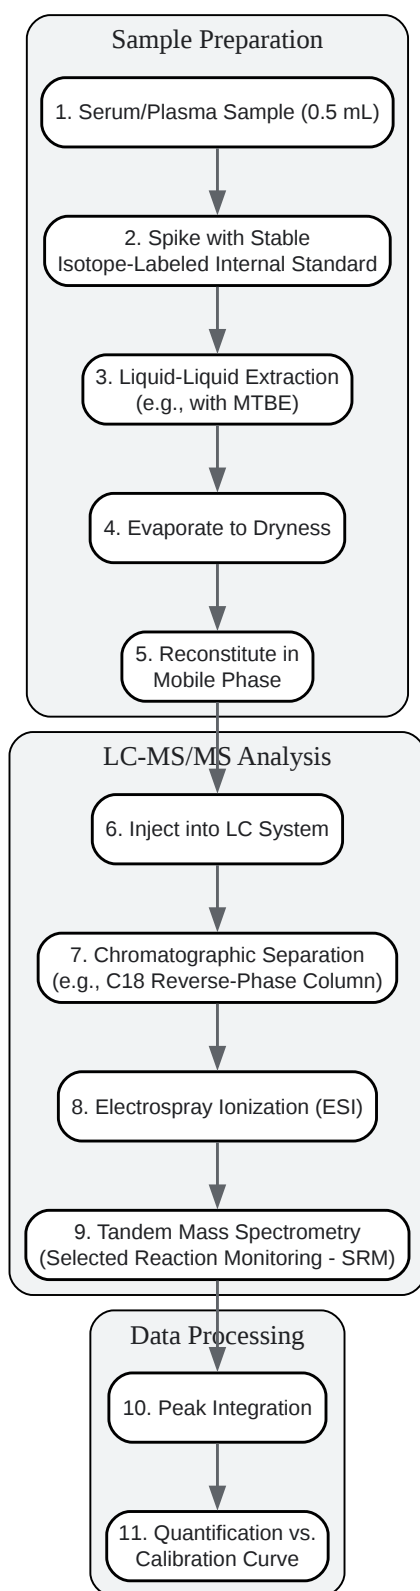 Sample Preparation
1. Serum/Plasma Sample (0.5 mL)
2. Spike with Stable
Isotope-Labeled Internal Standard
3. Liquid-Liquid Extraction
(e.g., with MTBE)
4. Evaporate to Dryness
5. Reconstitute in
Mobile Phase
LC-MS/MS Analysis
6. Inject into LC System
7. Chromatographic Separation
(e.g., C18 Reverse-Phase Column)
8. Electrospray Ionization (ESI)
9. Tandem Mass Spectrometry
(Selected Reaction Monitoring - SRM)
Data Processing
10. Peak Integration
11. Quantification vs.
Calibration Curve